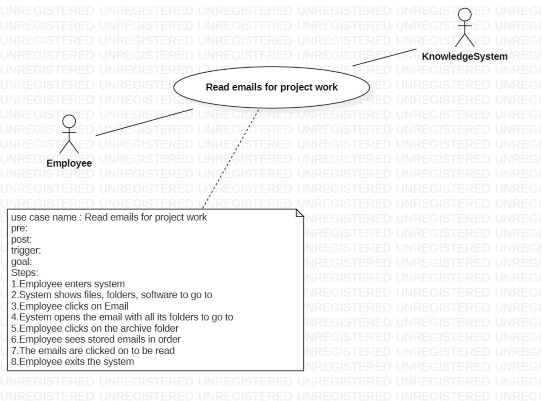 KnowledgeSystem
Read emails for project work
Employee
use case name : Read emails for project work
pre:
post:
trigger:
goal:
Steps:
1.Employee enters system
2.System shows files, folders, software to go to
3.Employee clicks on Email
4.Eystem opens the email with all its folders to go to
5.Employee clicks on the archive folder
6.Employee sees stored emails in order
7.The emails are clicked on to be read
8.Employee exits the system
UNREGISTERED